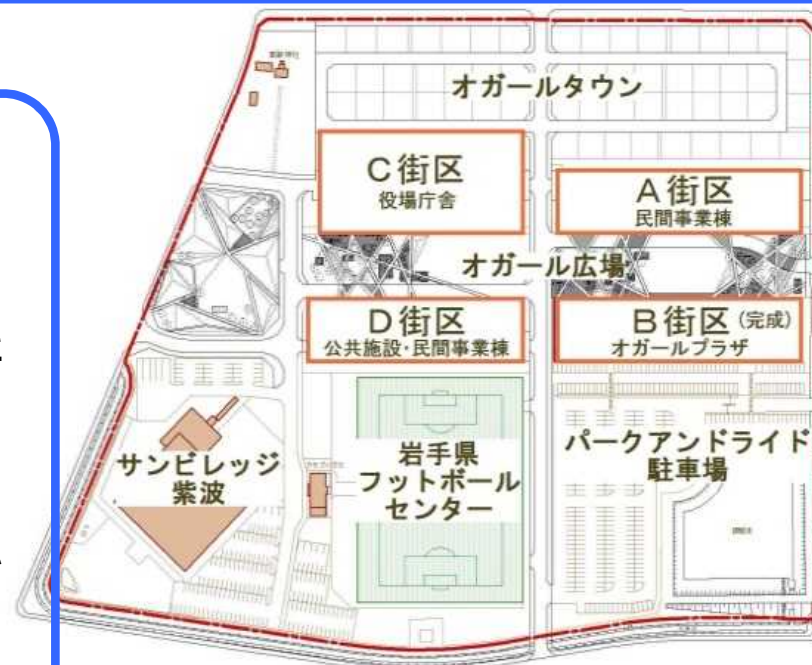 オガールタウン
C街区
役場庁舎
A街区
民間事業棟
オガール広場
D街区
公共施設・民間事業棟
B街区(完成)
オガールプラザ
サンビレッジ
紫波
岩手県
フットボール
センター
パークアンドライド
駐車場